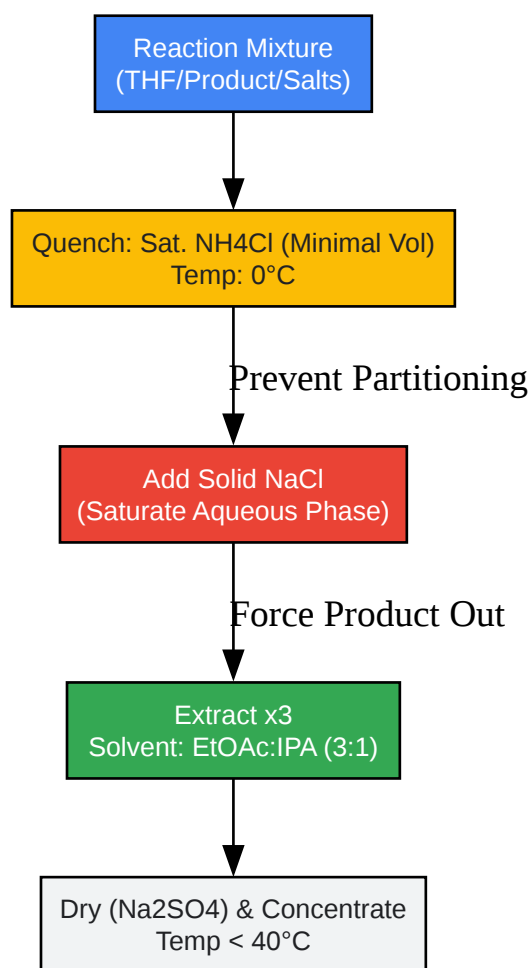 Reaction Mixture
(THF/Product/Salts)
Quench: Sat. NH4Cl (Minimal Vol)
Temp: 0°C
Prevent Partitioning
Add Solid NaCl
(Saturate Aqueous Phase)
Force Product Out
Extract x3
Solvent: EtOAc:IPA (3:1)
Dry (Na2SO4) & Concentrate
Temp < 40°C